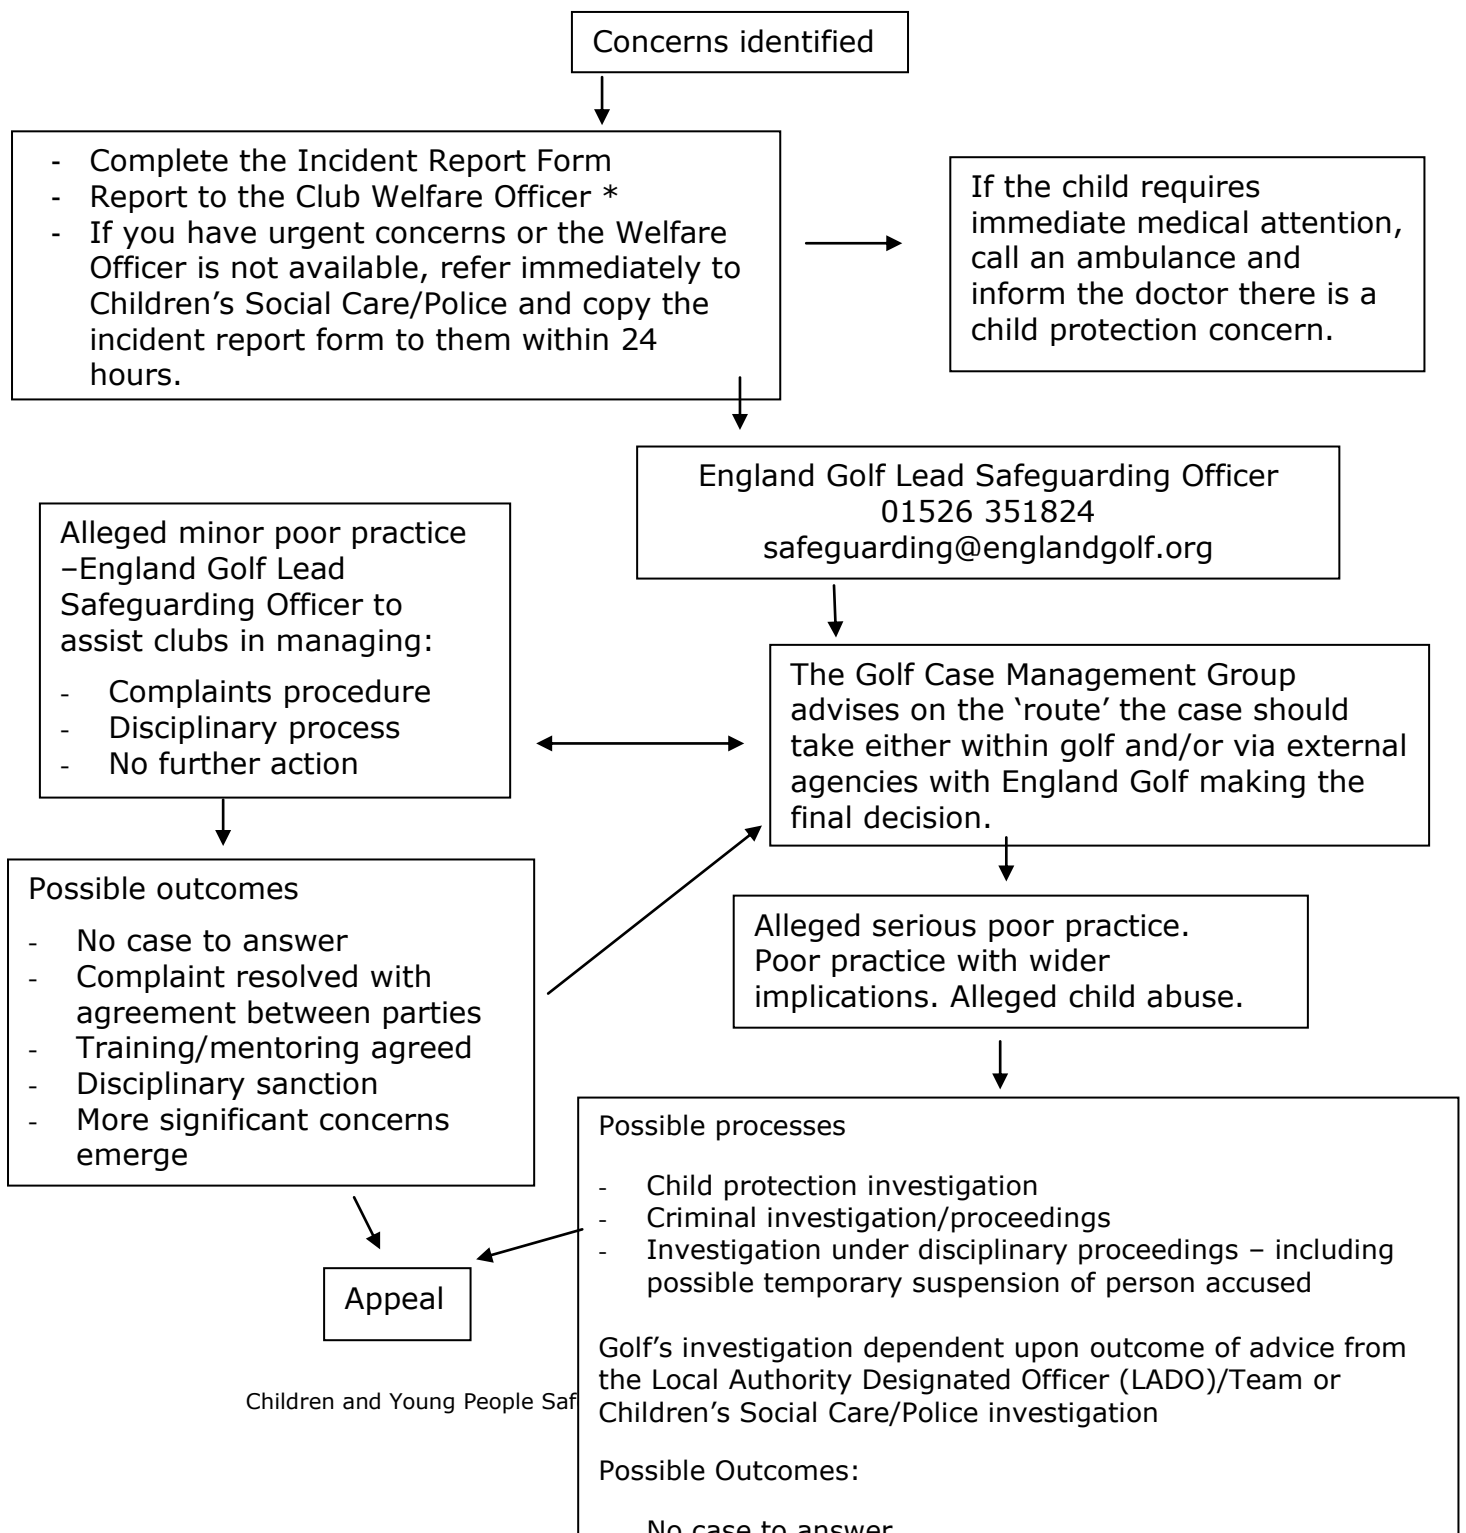 Concerns identified
- Complete the Incident Report Form
- Report to the Club Welfare Officer *
- If you have urgent concerns or the Welfare
Officer is not available, refer immediately to
Children’s Social Care/Police and copy the
incident report form to them within 24
hours.
If the child requires
immediate medical attention,
call an ambulance and
inform the doctor there is a
child protection concern.
England Golf Lead Safeguarding Officer
01526 351824
safeguarding@englandgolf.org
Alleged minor poor practice
–England Golf Lead
Safeguarding Officer to
assist clubs in managing:
- Complaints procedure
- Disciplinary process
- No further action
The Golf Case Management Group
advises on the ‘route’ the case should
take either within golf and/or via external
agencies with England Golf making the
final decision.
Possible outcomes
- No case to answer
- Complaint resolved with
agreement between parties
- Training/mentoring agreed
- Disciplinary sanction
- More significant concerns
emerge
Alleged serious poor practice.
Poor practice with wider
implications. Alleged child abuse.
Possible processes
- Child protection investigation
- Criminal investigation/proceedings
- Investigation under disciplinary proceedings – including
possible temporary suspension of person accused
Golf’s investigation dependent upon outcome of advice from
the Local Authority Designated Officer (LADO)/Team or
Children’s Social Care/Police investigation
Possible Outcomes:
No case to answer
Appeal
Children and Young People Saf